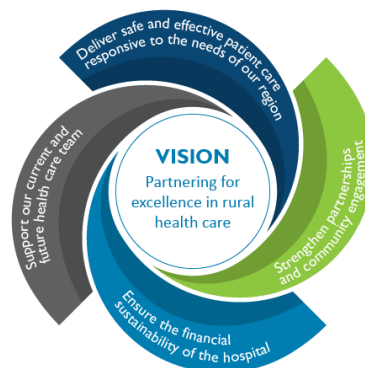 Deliver safe and effective patient care
responsive to the needs of our region
Strengthen partnerships
and community engagement
Ensure the financial
sustainability of the hospital
Support our current and
future health care team
VISION
Partnering for
excellence in rural
health care